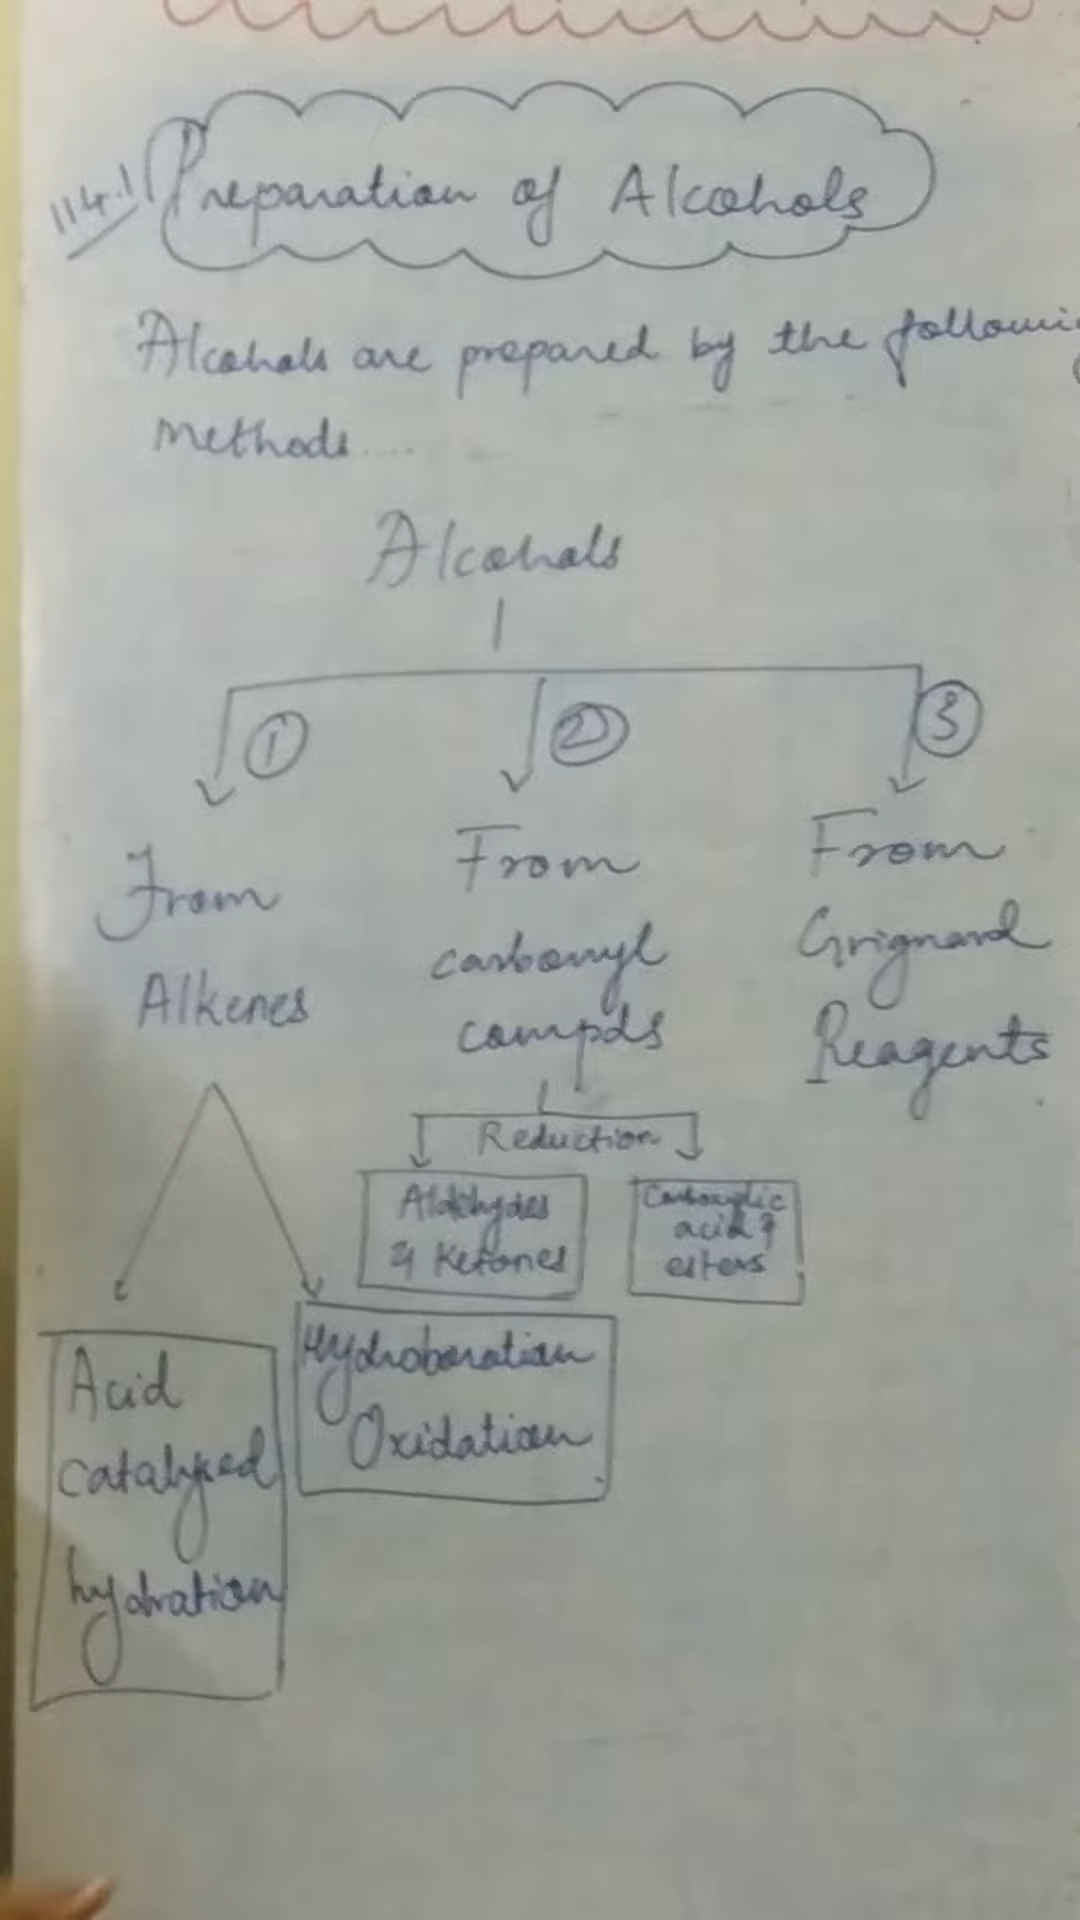 11.4.1
Preparation of Alcohols
Alcohols are prepared by the followi
methods....
Alcohols
1 2 3
From From From
Alkenes carbonyl Grignard
compds Reagents
Reduction
Aldehydes Carboxylic
& Ketones acid &
esters
Acid Hydroboration
catalysed Oxidation
hydration